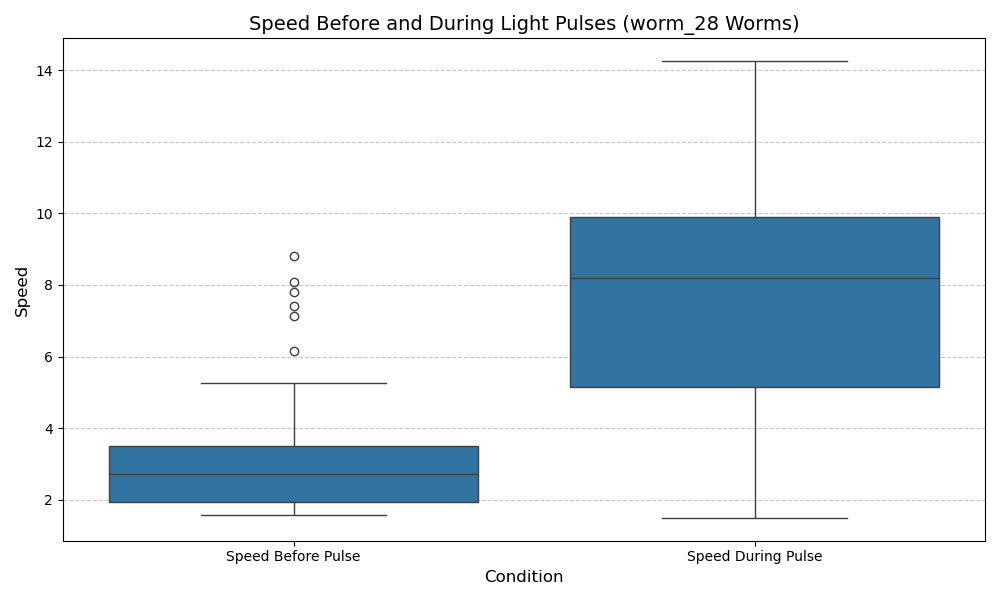 Speed Before and During Light Pulses (worm_28 Worms)
14
12
10
8
6
4
2
Speed
Speed Before Pulse
Speed During Pulse
Condition